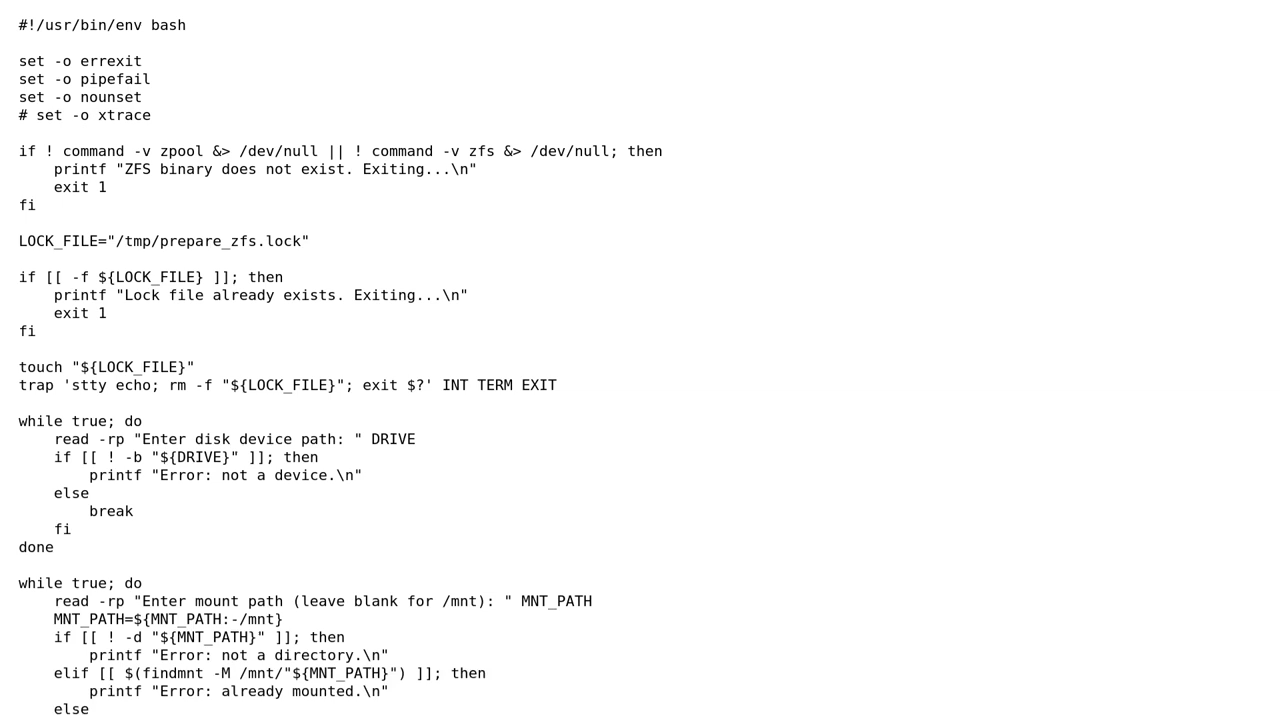 #!/usr/bin/env bash

set -o errexit
set -o pipefail
set -o nounset
# set -o xtrace

if ! command -v zpool &> /dev/null || ! command -v zfs &> /dev/null; then
    printf "ZFS binary does not exist. Exiting...\n"
    exit 1
fi

LOCK_FILE="/tmp/prepare_zfs.lock"

if [[ -f ${LOCK_FILE} ]]; then
    printf "Lock file already exists. Exiting...\n"
    exit 1
fi

touch "${LOCK_FILE}"
trap 'stty echo; rm -f "${LOCK_FILE}"; exit $?' INT TERM EXIT

while true; do
    read -rp "Enter disk device path: " DRIVE
    if [[ ! -b "${DRIVE}" ]]; then
        printf "Error: not a device.\n"
    else
        break
    fi
done

while true; do
    read -rp "Enter mount path (leave blank for /mnt): " MNT_PATH
    MNT_PATH=${MNT_PATH:-/mnt}
    if [[ ! -d "${MNT_PATH}" ]]; then
        printf "Error: not a directory.\n"
    elif [[ $(findmnt -M /mnt/"${MNT_PATH}") ]]; then
        printf "Error: already mounted.\n"
    else